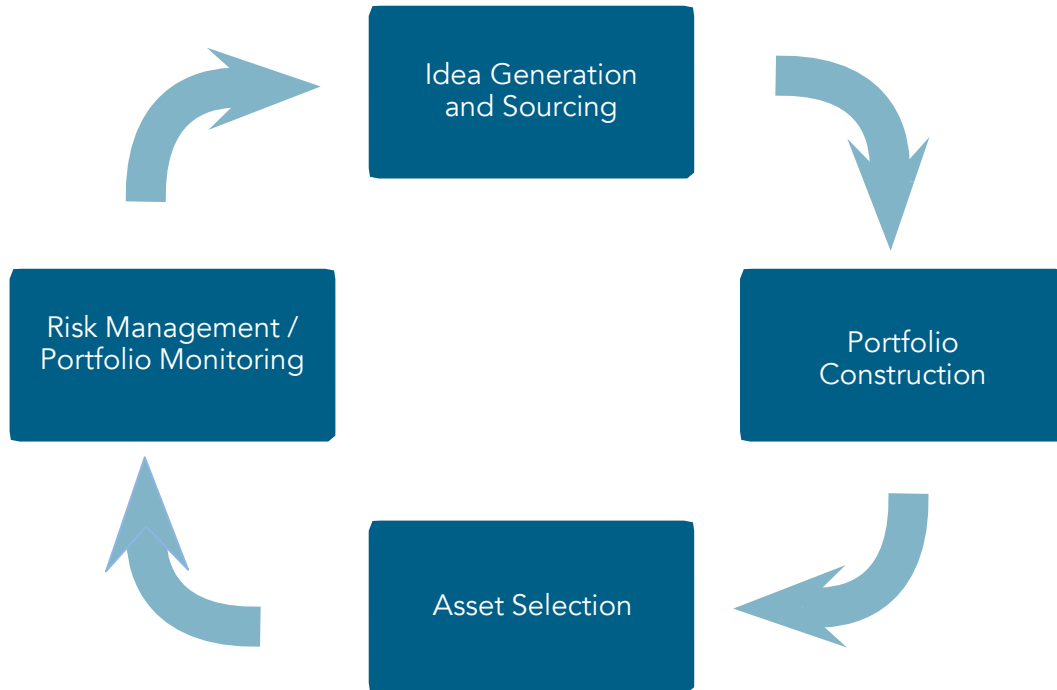 Idea Generation
and Sourcing
Risk Management /
Portfolio Monitoring
Portfolio
Construction
Asset Selection